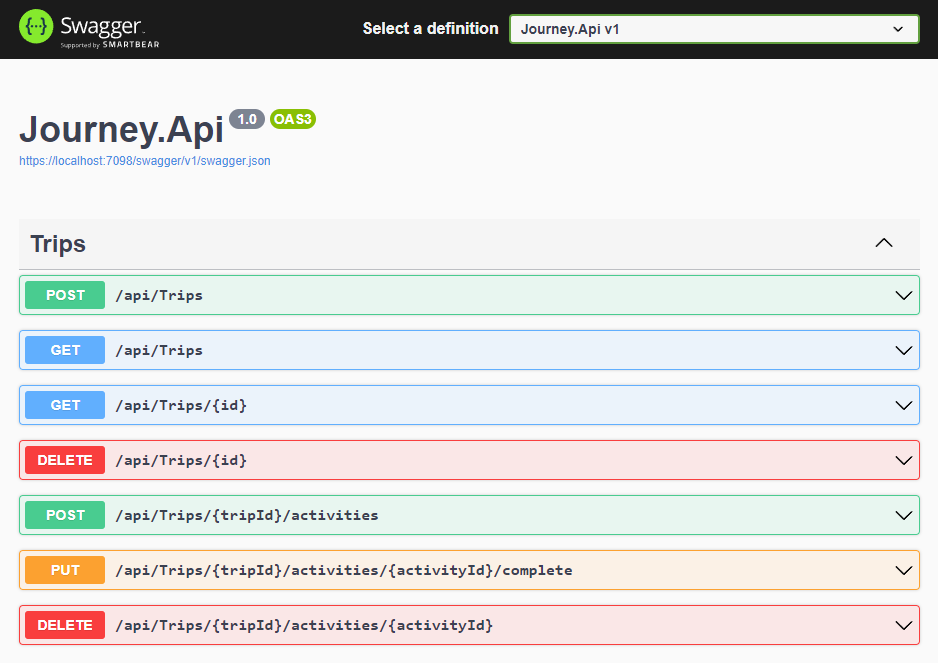 {··} Swagger.
Supported by SMARTBEAR
Select a definition
Journey.Api v1
Journey.Api 1.0 OAS3
https://localhost:7098/swagger/v1/swagger.json
Trips
POST /api/Trips
GET /api/Trips
GET /api/Trips/{id}
DELETE /api/Trips/{id}
POST /api/Trips/{tripId}/activities
PUT /api/Trips/{tripId}/activities/{activityId}/complete
DELETE /api/Trips/{tripId}/activities/{activityId}